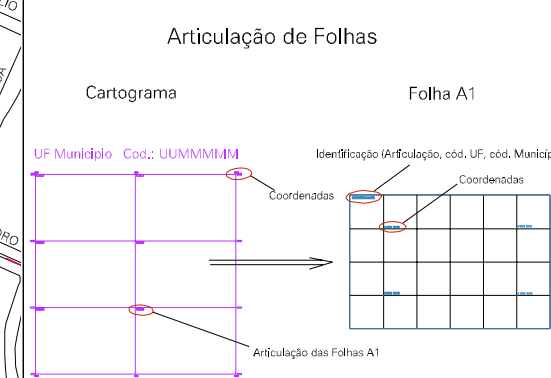 Articulação de Folhas
Cartograma
Folha A1
UF Municipio Cod.: UUMMMMM
Identificação (Articulação, cód. UF, cód. Municíp
Coordenadas
Coordenadas
Articulação das Folhas A1